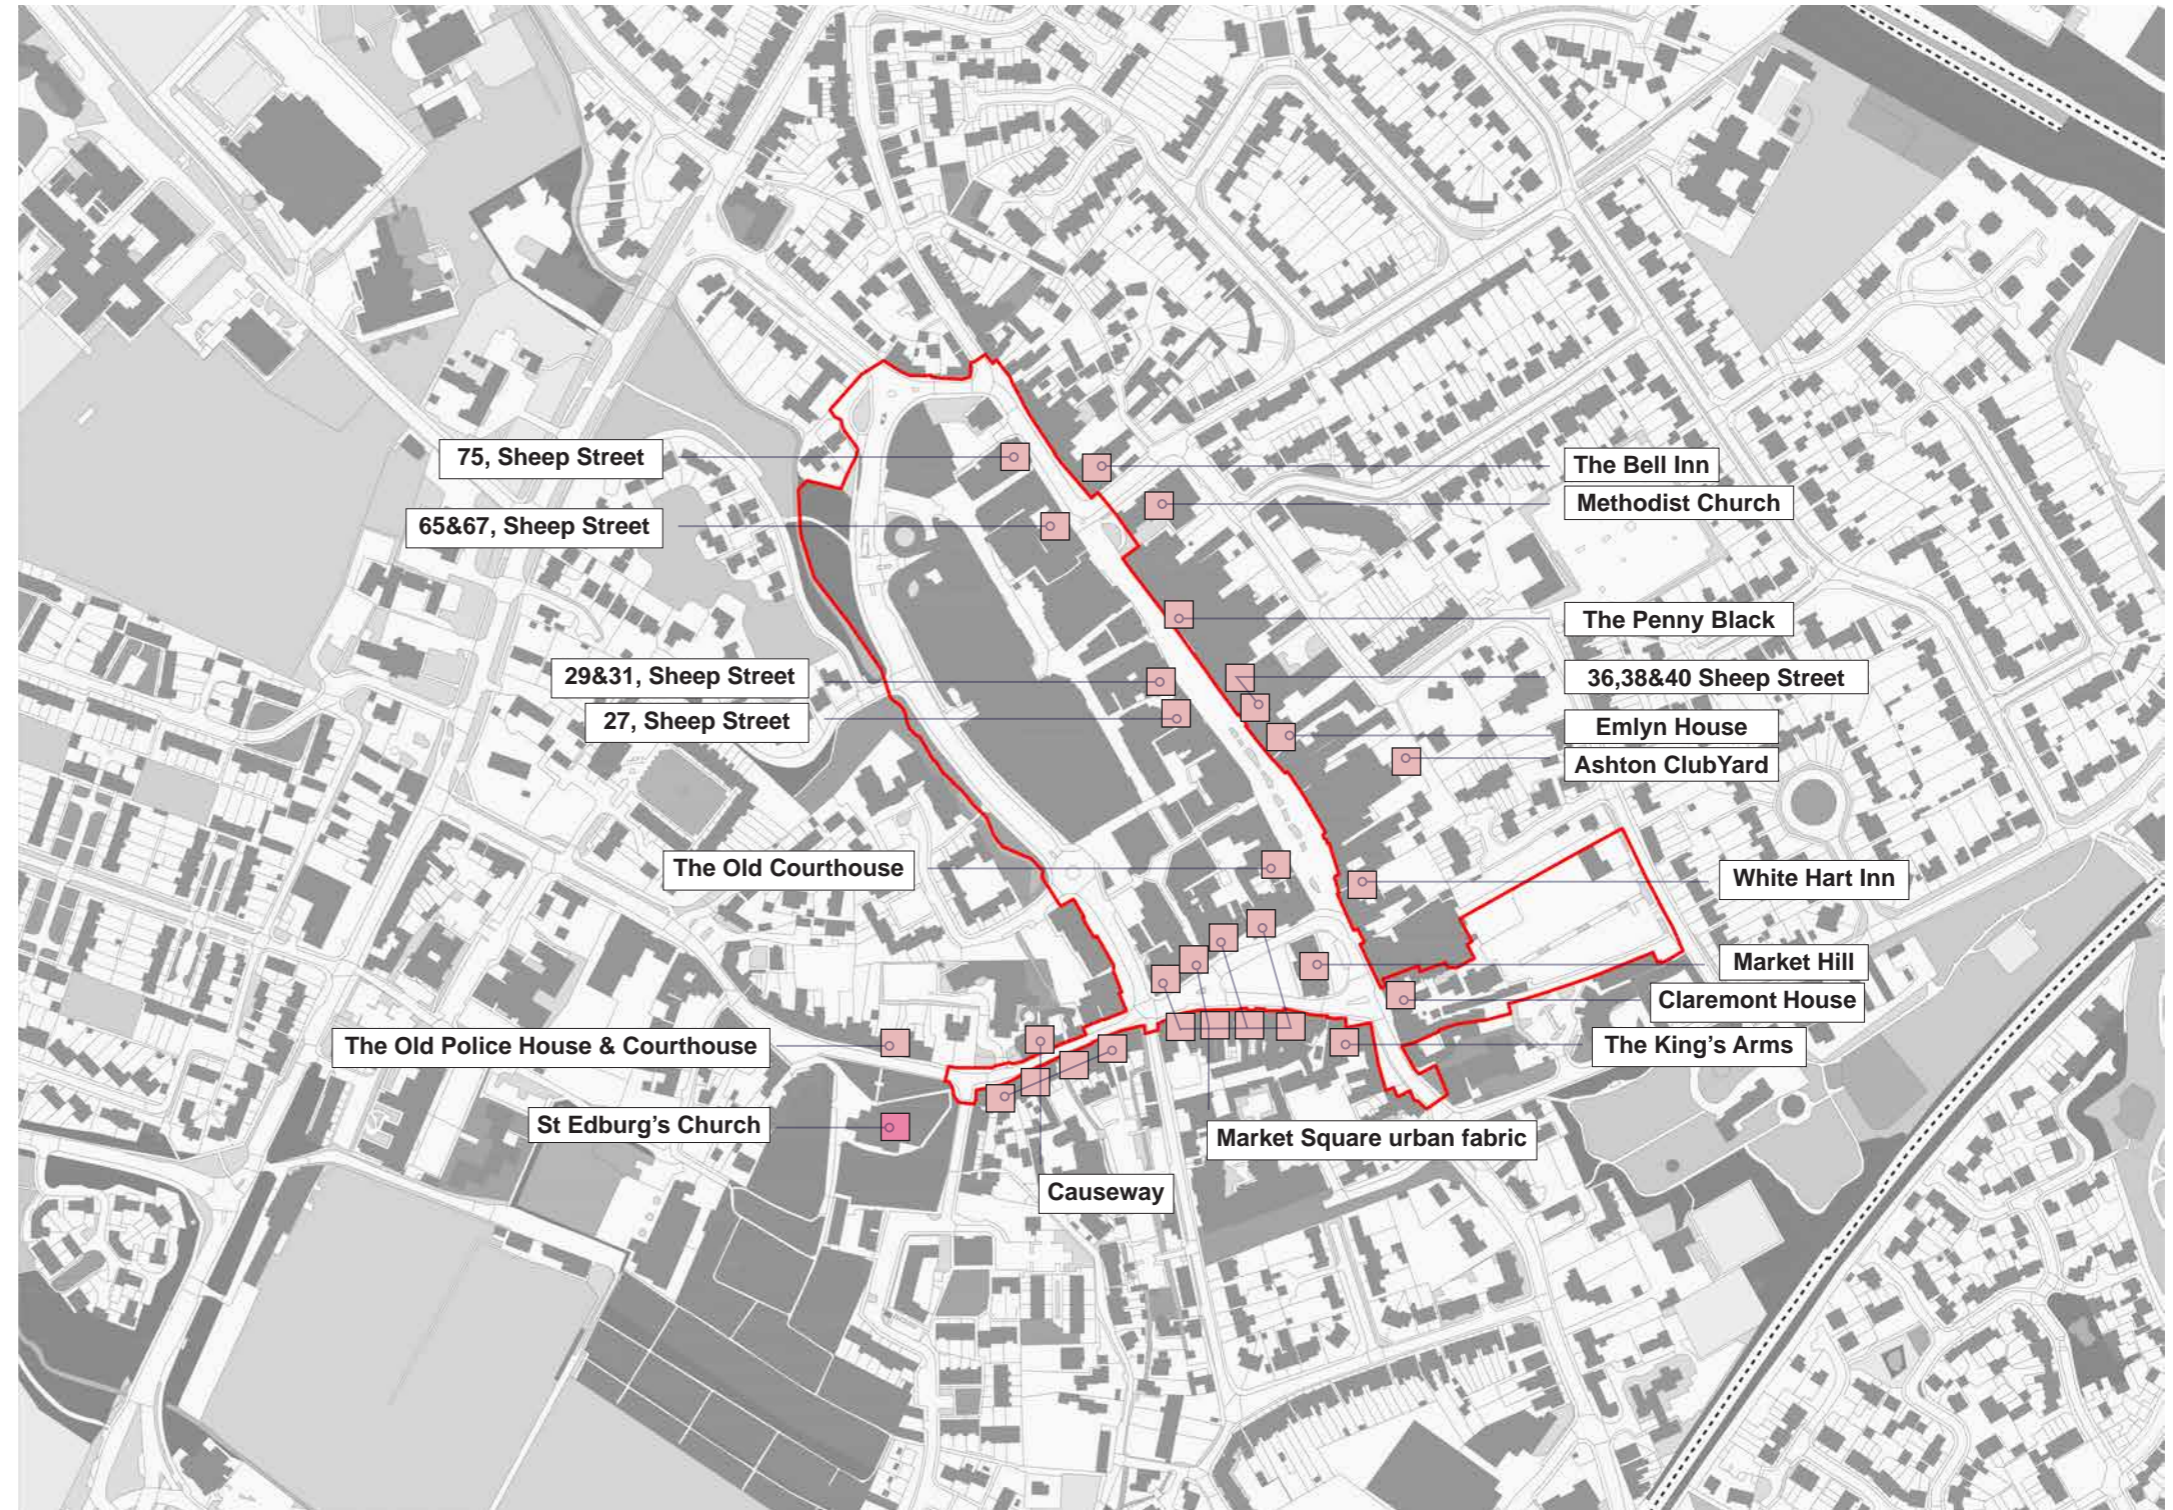 75, Sheep Street
65&67, Sheep Street
29&31, Sheep Street
27, Sheep Street
The Old Courthouse
The Old Police House & Courthouse
St Edburg’s Church
Causeway
Market Square urban fabric
The Bell Inn
Methodist Church
The Penny Black
36,38&40 Sheep Street
Emlyn House
Ashton ClubYard
White Hart Inn
Market Hill
Claremont House
The King’s Arms